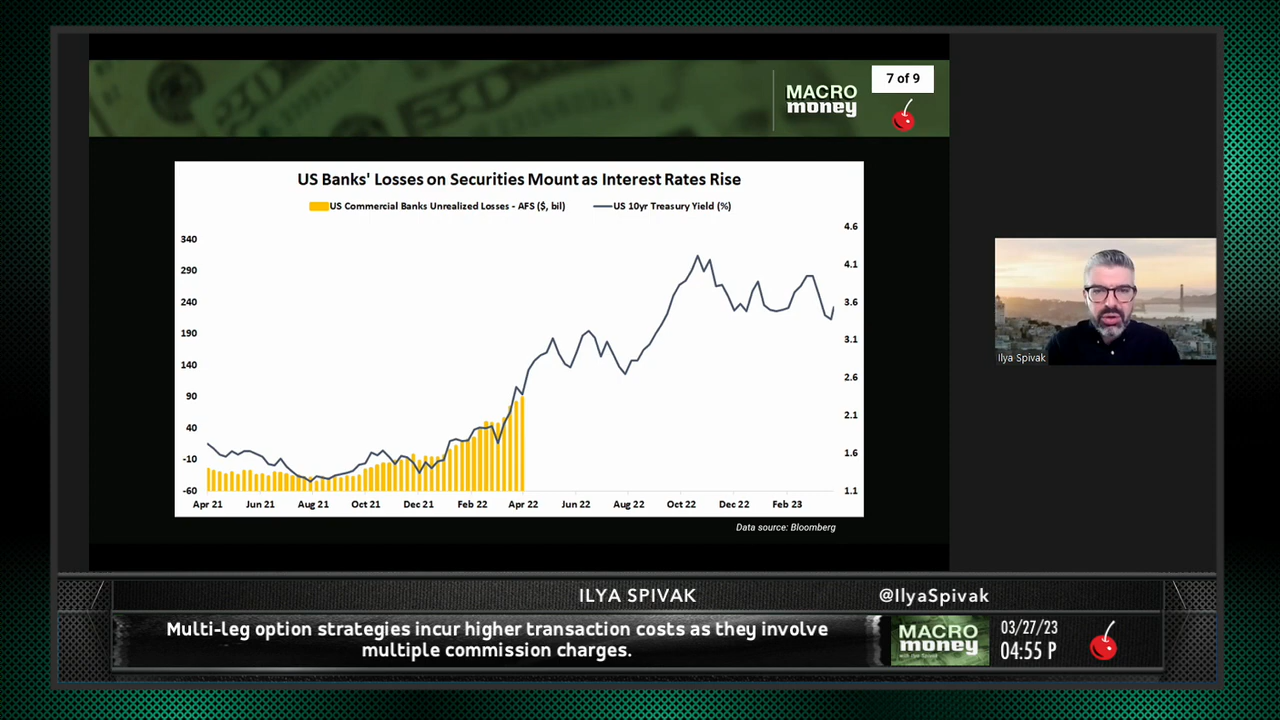 MACRO
money
7 of 9
US Banks' Losses on Securities Mount as Interest Rates Rise
US Commercial Banks Unrealized Losses - AFS ($, bil)
US 10yr Treasury Yield (%)
340
290
240
190
140
90
40
-10
-60
4.6
4.1
3.6
3.1
2.6
2.1
1.6
1.1
Apr 21 Jun 21 Aug 21 Oct 21 Dec 21 Feb 22 Apr 22 Jun 22 Aug 22 Oct 22 Dec 22 Feb 23
Data source: Bloomberg
Ilya Spivak
ILYA SPIVAK
@IlyaSpivak
Multi-leg option strategies incur higher transaction costs as they involve
multiple commission charges.
MACRO
money
03/27/23
04:55 P